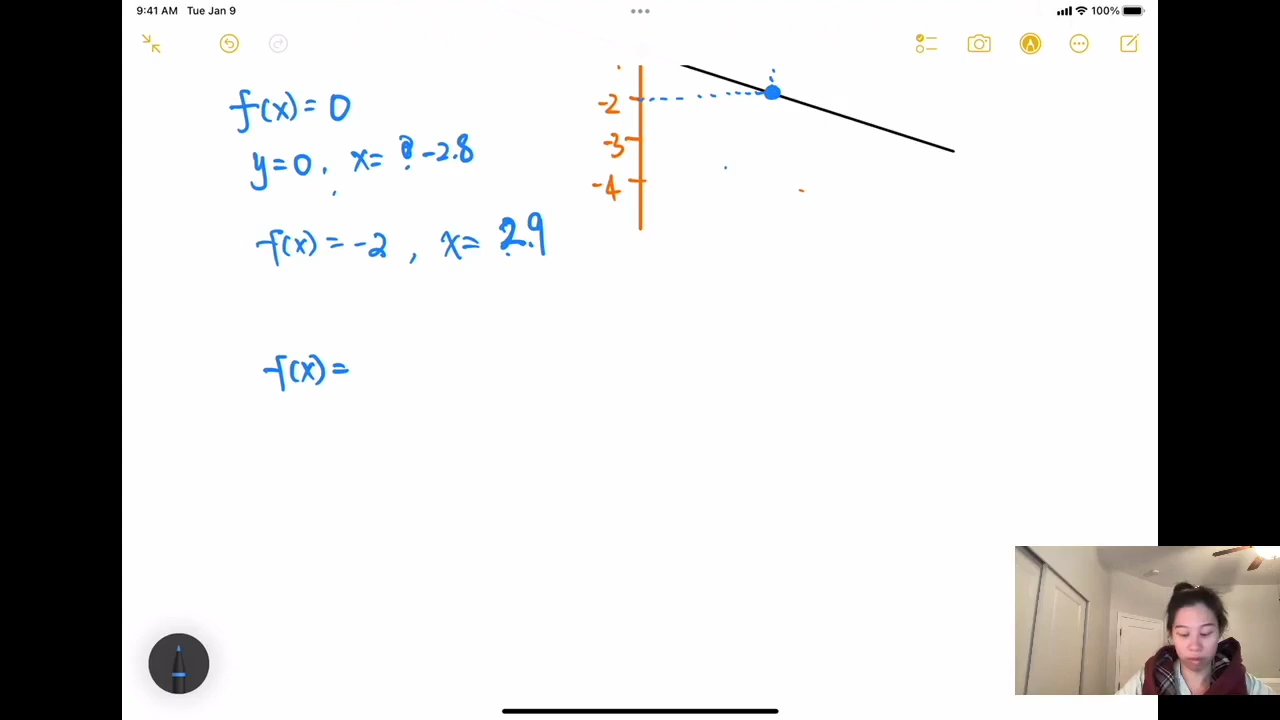 9:41 AM Tue Jan 9
100%
f(x) = 0
y = 0, x = ? -2.8
f(x) = -2, x = 2.9
f(x) =
-2
-3
-4